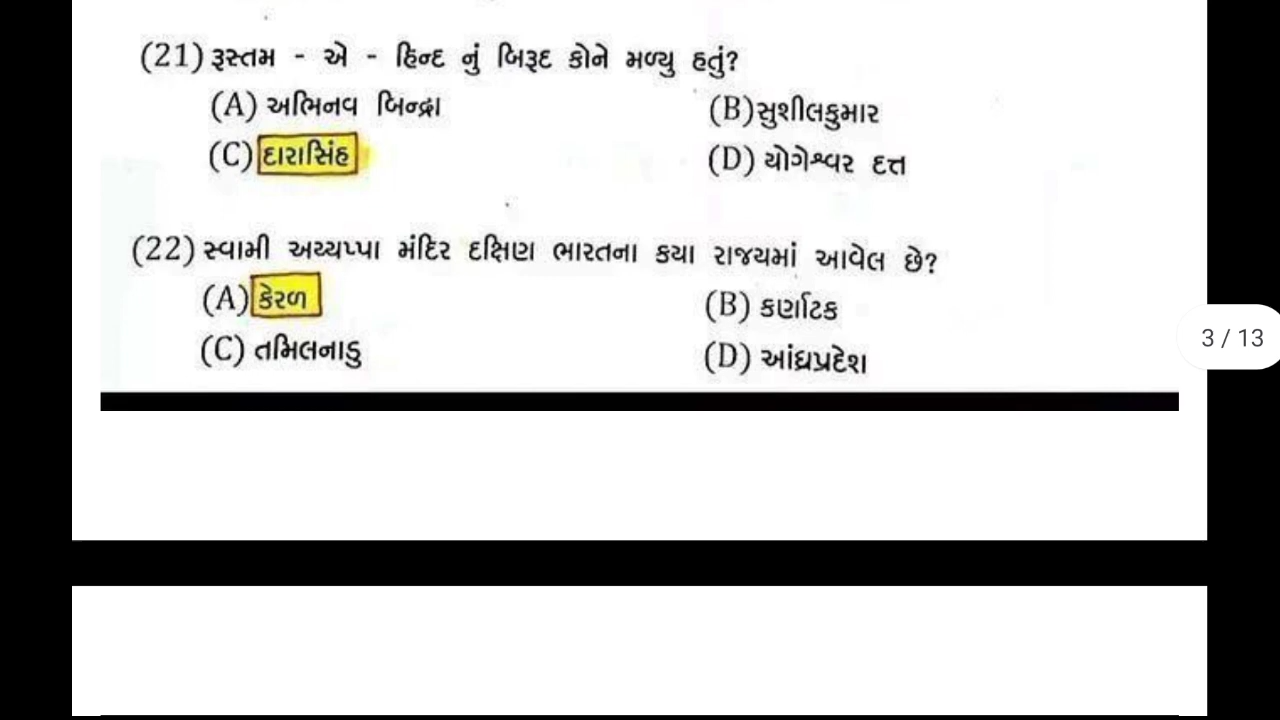 (21) રૂસ્તમ - એ - હિન્દ નું બિરૂદ કોને મળ્યુ હતું?
(A) અભિનવ બિન્દ્રા (B)સુશીલકુમાર
(C) દારાસિંહ (D) યોગેશ્વર દત્ત
(22) સ્વામી અય્યપ્પા મંદિર દક્ષિણ ભારતના કયા રાજયમાં આવેલ છે?
(A) કેરળ (B) કર્ણાટક
3 / 13
(C) તમિલનાડુ (D) આંધ્રપ્રદેશ